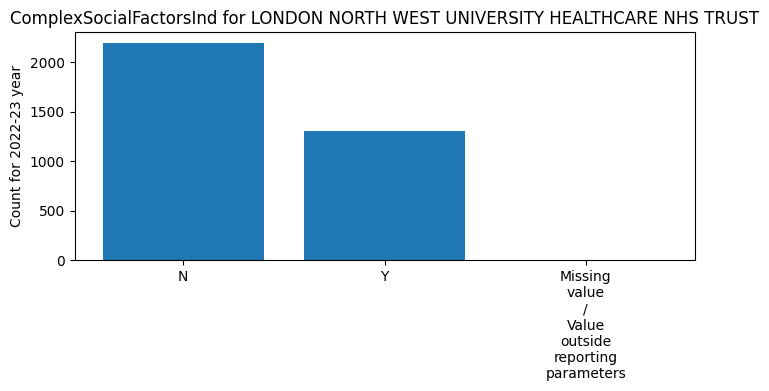 ComplexSocialFactorsInd for LONDON NORTH WEST UNIVERSITY HEALTHCARE NHS TRUST
Count for 2022-23 year
2000
1500
1000
500
0
N
Y
Missing
value
/
Value
outside
reporting
parameters